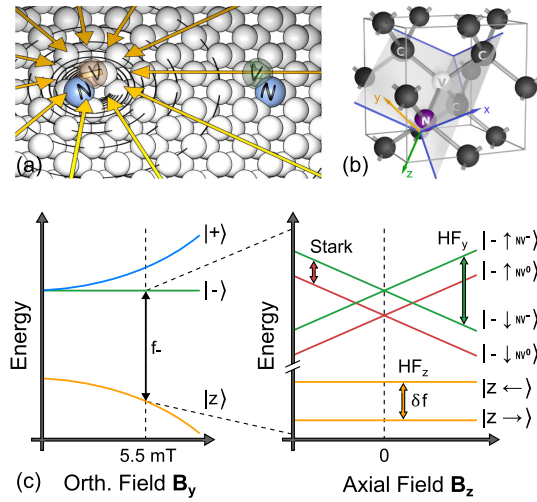 V
N
V
N
(a)
C
C
V
C
N
x
y
z
(b)
Energy
|+⟩
|-⟩
f-
|z⟩
5.5 mT
Orth. Field By
(c)
Energy
Stark
HFy
|- ↑ NV⁻⟩
|- ↑ NV⁰⟩
|- ↓ NV⁻⟩
|- ↓ NV⁰⟩
HFz
δf
|z ←⟩
|z →⟩
0
Axial Field Bz